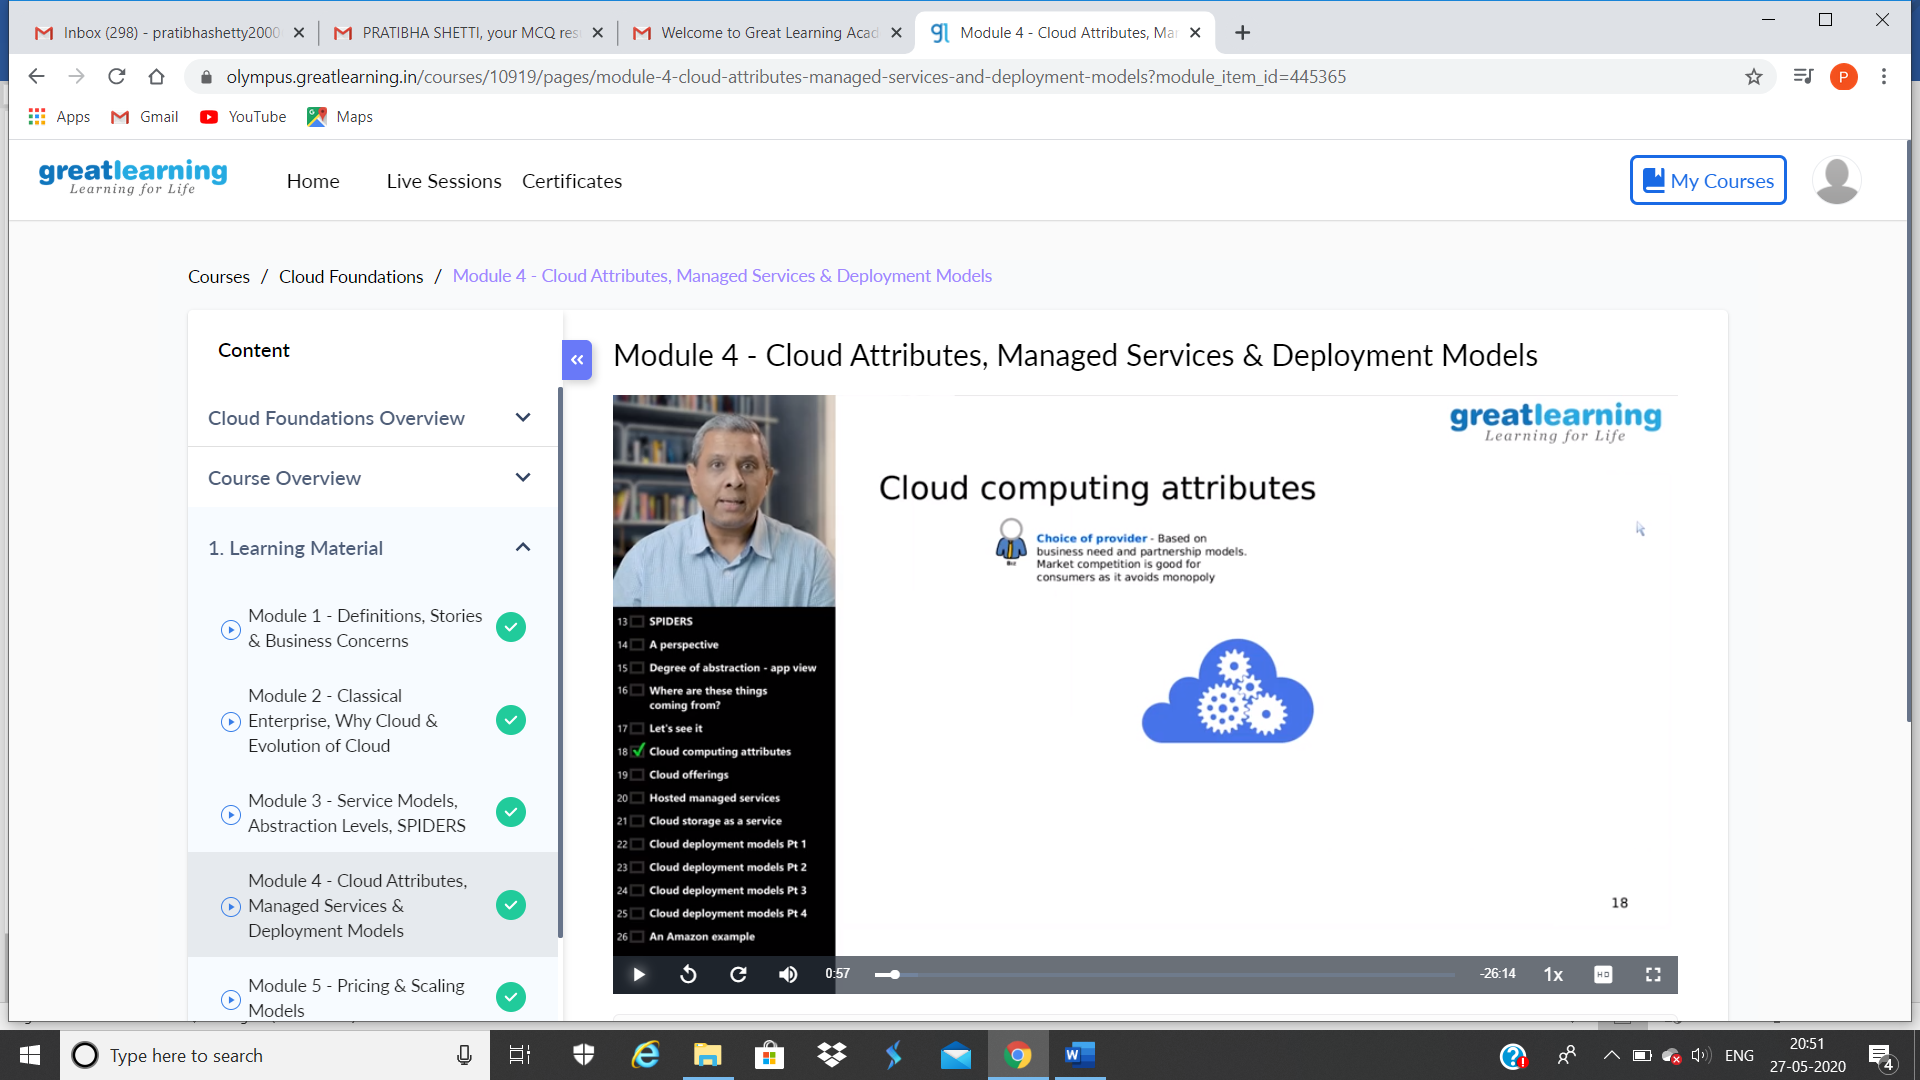 Inbox (298) - pratibhashetty2000
PRATIBHA SHETTI, your MCQ res
Welcome to Great Learning Acad
gl Module 4 - Cloud Attributes, Ma
olympus.greatlearning.in/courses/10919/pages/module-4-cloud-attributes-managed-services-and-deployment-models?module_item_id=445365
P
Apps
Gmail
YouTube
Maps
greatlearning
Learning for Life
Home
Live Sessions
Certificates
My Courses
Courses / Cloud Foundations / Module 4 - Cloud Attributes, Managed Services & Deployment Models
Content
Cloud Foundations Overview
Course Overview
1. Learning Material
Module 1 - Definitions, Stories
& Business Concerns
Module 2 - Classical
Enterprise, Why Cloud &
Evolution of Cloud
Module 3 - Service Models,
Abstraction Levels, SPIDERS
Module 4 - Cloud Attributes,
Managed Services &
Deployment Models
Module 5 - Pricing & Scaling
Models
Module 4 - Cloud Attributes, Managed Services & Deployment Models
greatlearning
Learning for Life
Cloud computing attributes
Biz
Choice of provider - Based on
business need and partnership models.
Market competition is good for
consumers as it avoids monopoly
13 SPIDERS
14 A perspective
15 Degree of abstraction - app view
16 Where are these things
coming from?
17 Let's see it
18 Cloud computing attributes
19 Cloud offerings
20 Hosted managed services
21 Cloud storage as a service
22 Cloud deployment models Pt 1
23 Cloud deployment models Pt 2
24 Cloud deployment models Pt 3
25 Cloud deployment models Pt 4
26 An Amazon example
18
0:57
-26:14
1x
HD
Type here to search
ENG
20:51
27-05-2020
4